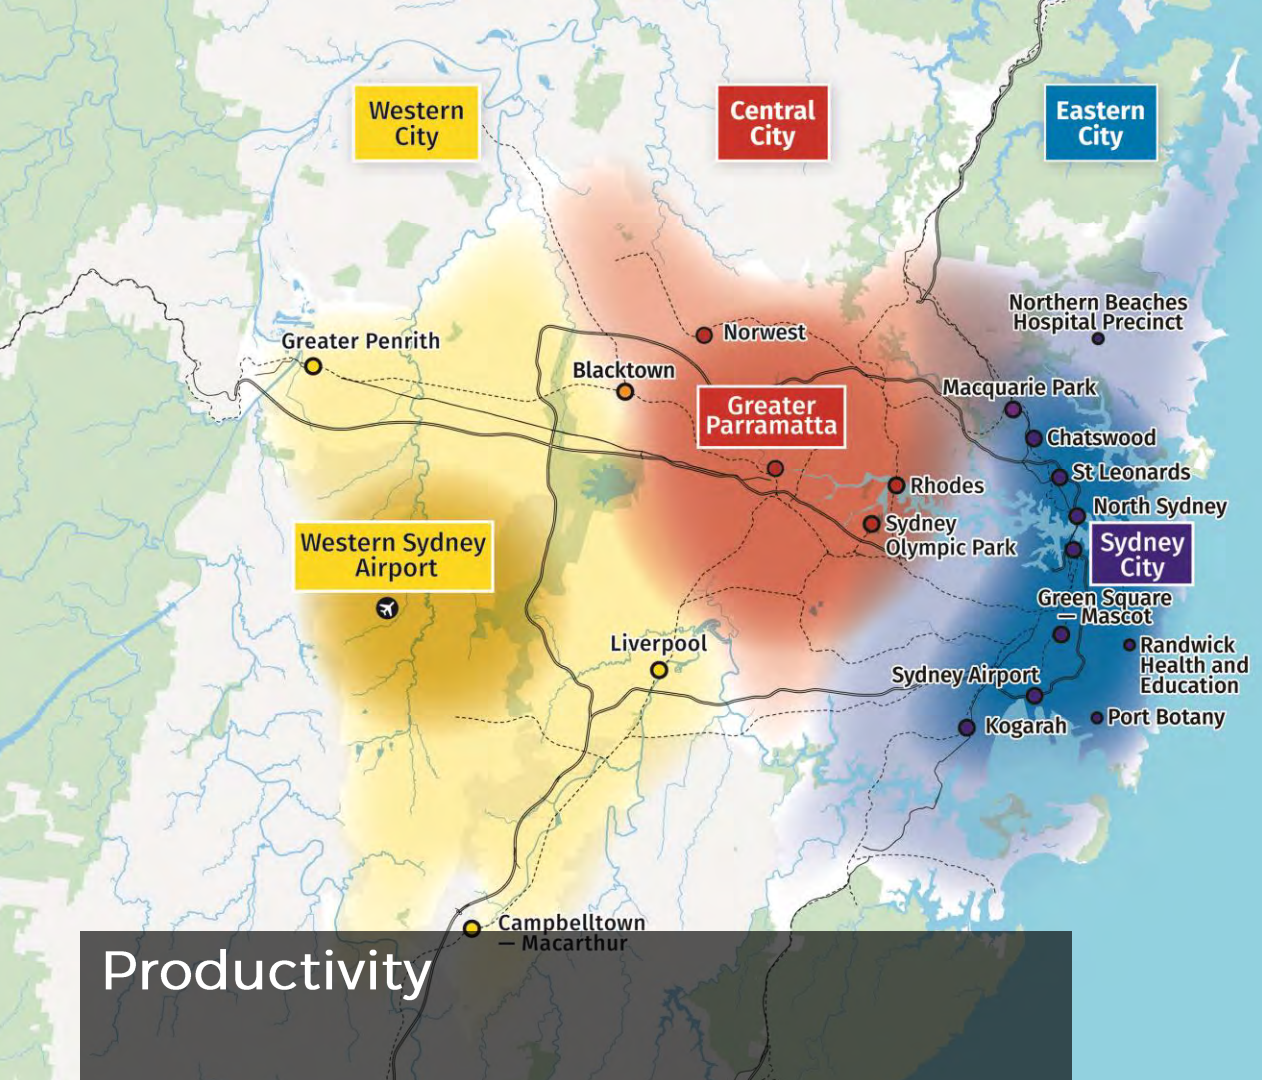 Western
City
Central
City
Eastern
City
Northern Beaches
Hospital Precinct
Norwest
Greater Penrith
Blacktown
Macquarie Park
Greater
Parramatta
Chatswood
St Leonards
Rhodes
North Sydney
Sydney
Olympic Park
Western Sydney
Airport
Sydney
City
Green Square
— Mascot
Liverpool
Randwick
Health and
Education
Sydney Airport
Kogarah
Port Botany
Campbelltown
— Macarthur
Productivity